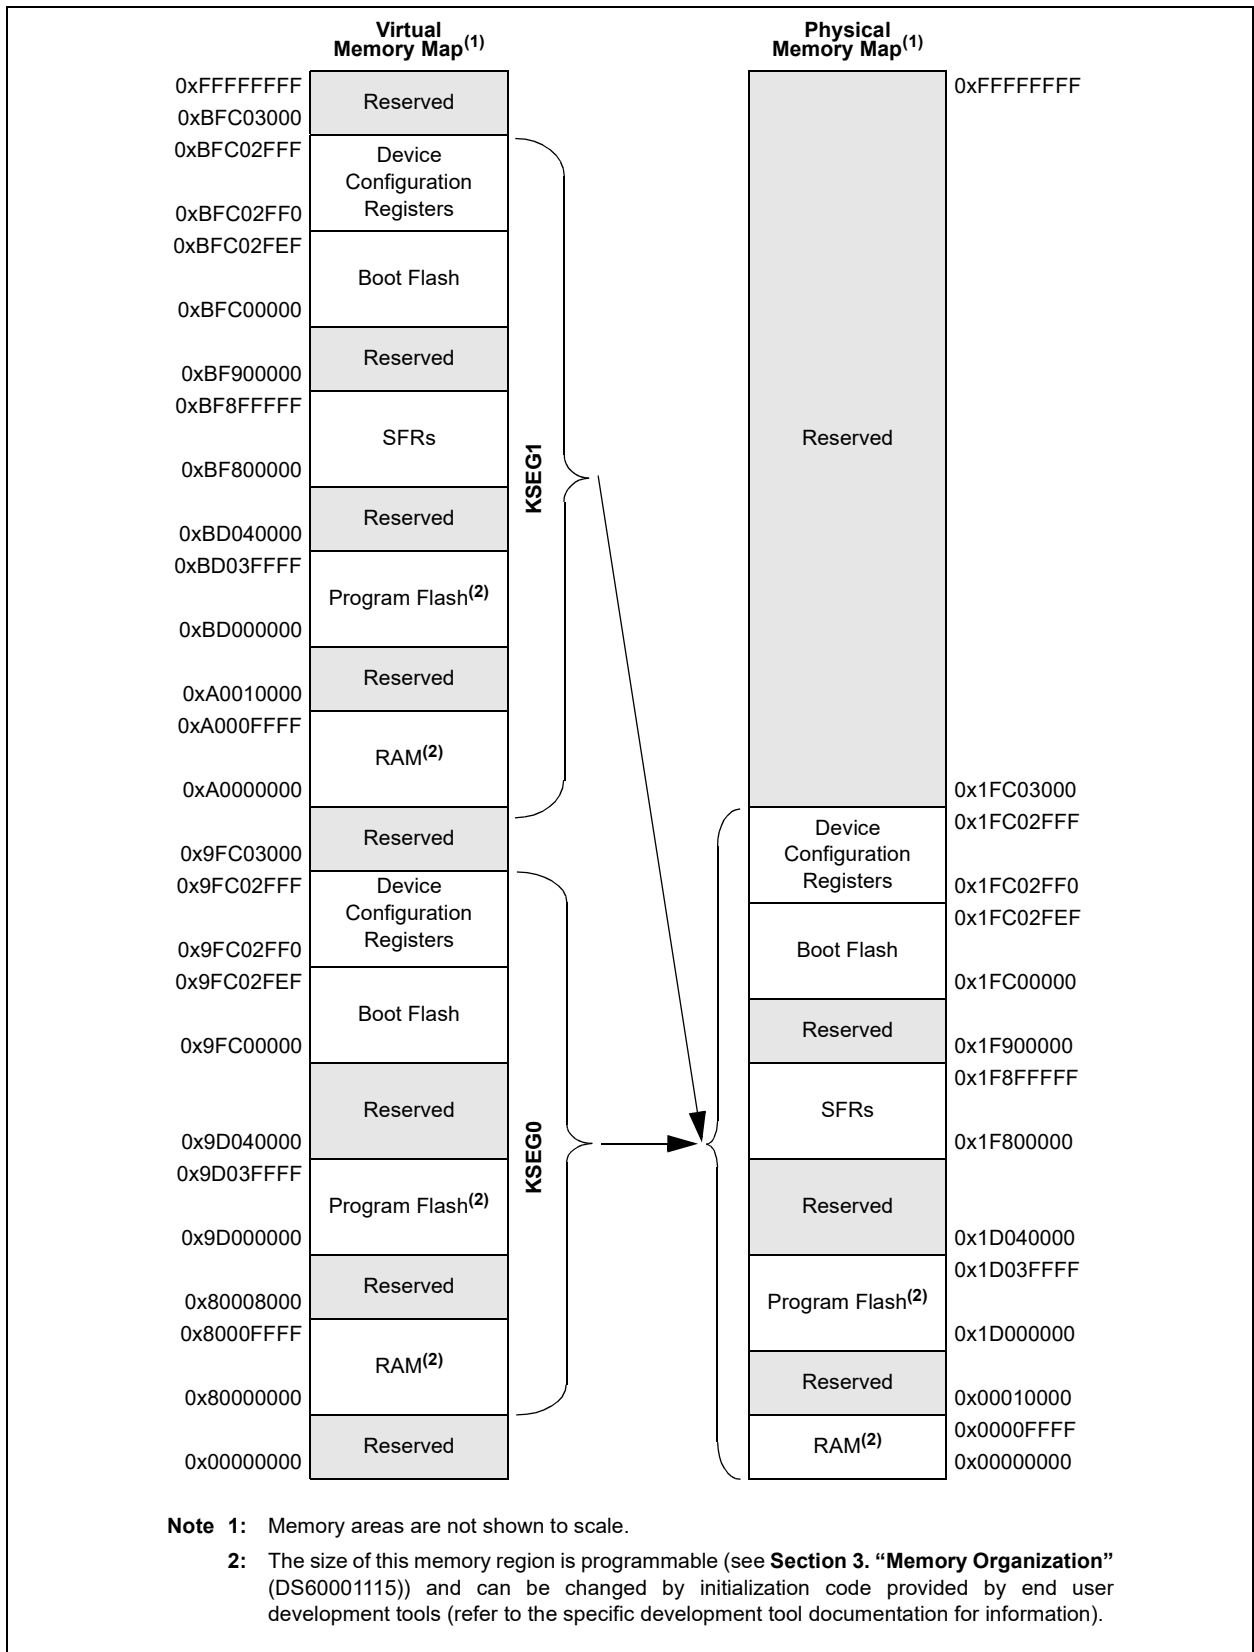 Virtual
Memory Map(1)
0xFFFFFFFF
Reserved
0xBFC03000
0xBFC02FFF
Device
Configuration
Registers
0xBFC02FF0
0xBFC02FEF
Boot Flash
0xBFC00000
Reserved
0xBF900000
0xBF8FFFFF
SFRs
0xBF800000
Reserved
0xBD040000
0xBD03FFFF
Program Flash(2)
0xBD000000
Reserved
0xA0010000
0xA000FFFF
RAM(2)
0xA0000000
KSEG1
Reserved
0x9FC03000
0x9FC02FFF
Device
Configuration
Registers
0x9FC02FF0
0x9FC02FEF
Boot Flash
0x9FC00000
Reserved
0x9D040000
0x9D03FFFF
Program Flash(2)
0x9D000000
Reserved
0x80008000
0x8000FFFF
RAM(2)
0x80000000
KSEG0
Reserved
0x00000000
Physical
Memory Map(1)
0xFFFFFFFF
Reserved
0x1FC03000
0x1FC02FFF
Device
Configuration
Registers
0x1FC02FF0
0x1FC02FEF
Boot Flash
0x1FC00000
Reserved
0x1F900000
0x1F8FFFFF
SFRs
0x1F800000
Reserved
0x1D040000
0x1D03FFFF
Program Flash(2)
0x1D000000
Reserved
0x00010000
0x0000FFFF
RAM(2)
0x00000000
Note 1: Memory areas are not shown to scale.
2: The size of this memory region is programmable (see Section 3. “Memory Organization”
(DS60001115)) and can be changed by initialization code provided by end user
development tools (refer to the specific development tool documentation for information).